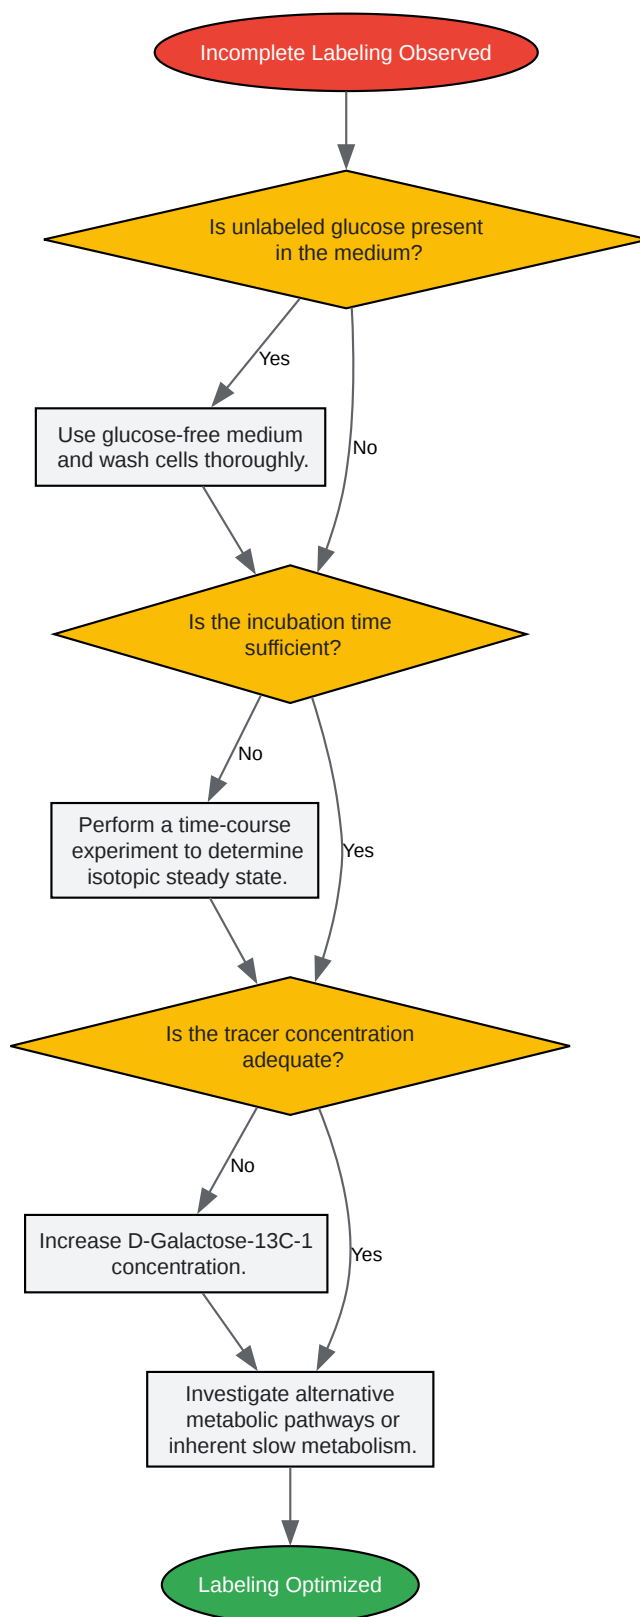 Incomplete Labeling Observed
Is unlabeled glucose present
in the medium?
Yes
Use glucose-free medium
and wash cells thoroughly.
No
Is the incubation time
sufficient?
No
Perform a time-course
experiment to determine
isotopic steady state.
Yes
Is the tracer concentration
adequate?
No
Increase D-Galactose-13C-1
concentration.
Yes
Investigate alternative
metabolic pathways or
inherent slow metabolism.
Labeling Optimized